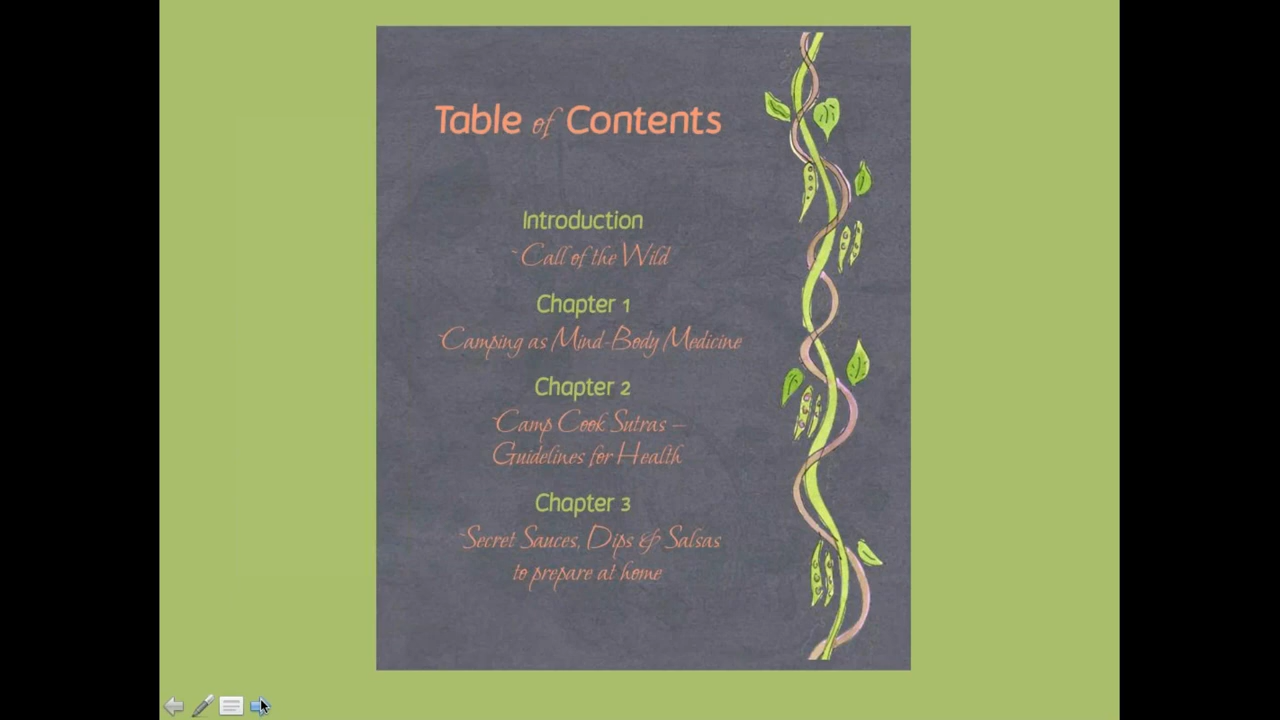 Table of Contents
Introduction
~Call of the Wild
Chapter 1
~Camping as Mind-Body Medicine
Chapter 2
~Camp Cook Sutras –
Guidelines for Health
Chapter 3
~Secret Sauces, Dips & Salsas
to prepare at home